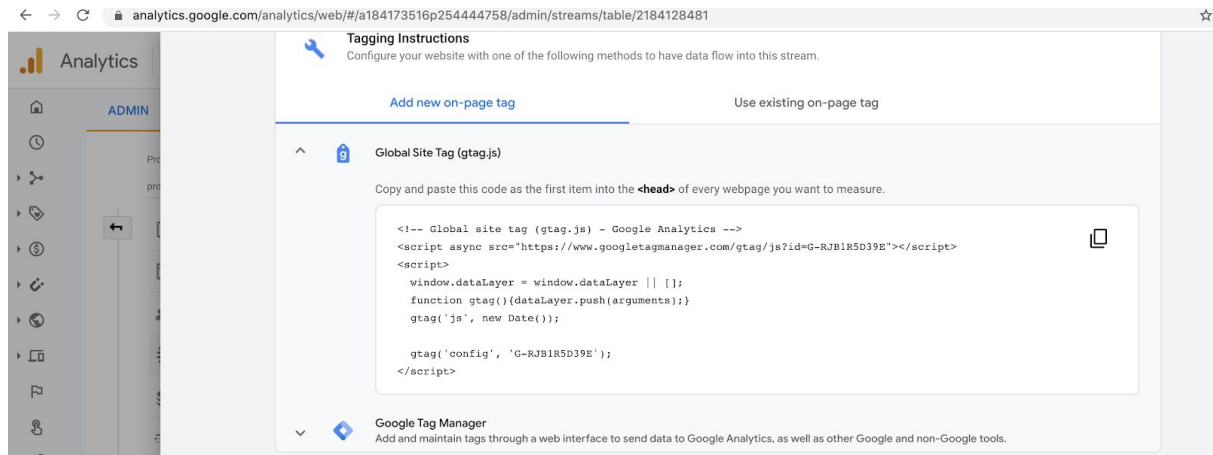 analytics.google.com/analytics/web/#/a184173516p254444758/admin/streams/table/2184128481
Analytics
ADMIN
Tagging Instructions
Configure your website with one of the following methods to have data flow into this stream.
Add new on-page tag
Use existing on-page tag
Global Site Tag (gtag.js)
Copy and paste this code as the first item into the <head> of every webpage you want to measure.
<!-- Global site tag (gtag.js) - Google Analytics -->
<script async src="https://www.googletagmanager.com/gtag/js?id=G-RJB1R5D39E"></script>
<script>
  window.dataLayer = window.dataLayer || [];
  function gtag(){dataLayer.push(arguments);}
  gtag('js', new Date());
  gtag('config', 'G-RJB1R5D39E');
</script>
Google Tag Manager
Add and maintain tags through a web interface to send data to Google Analytics, as well as other Google and non-Google tools.